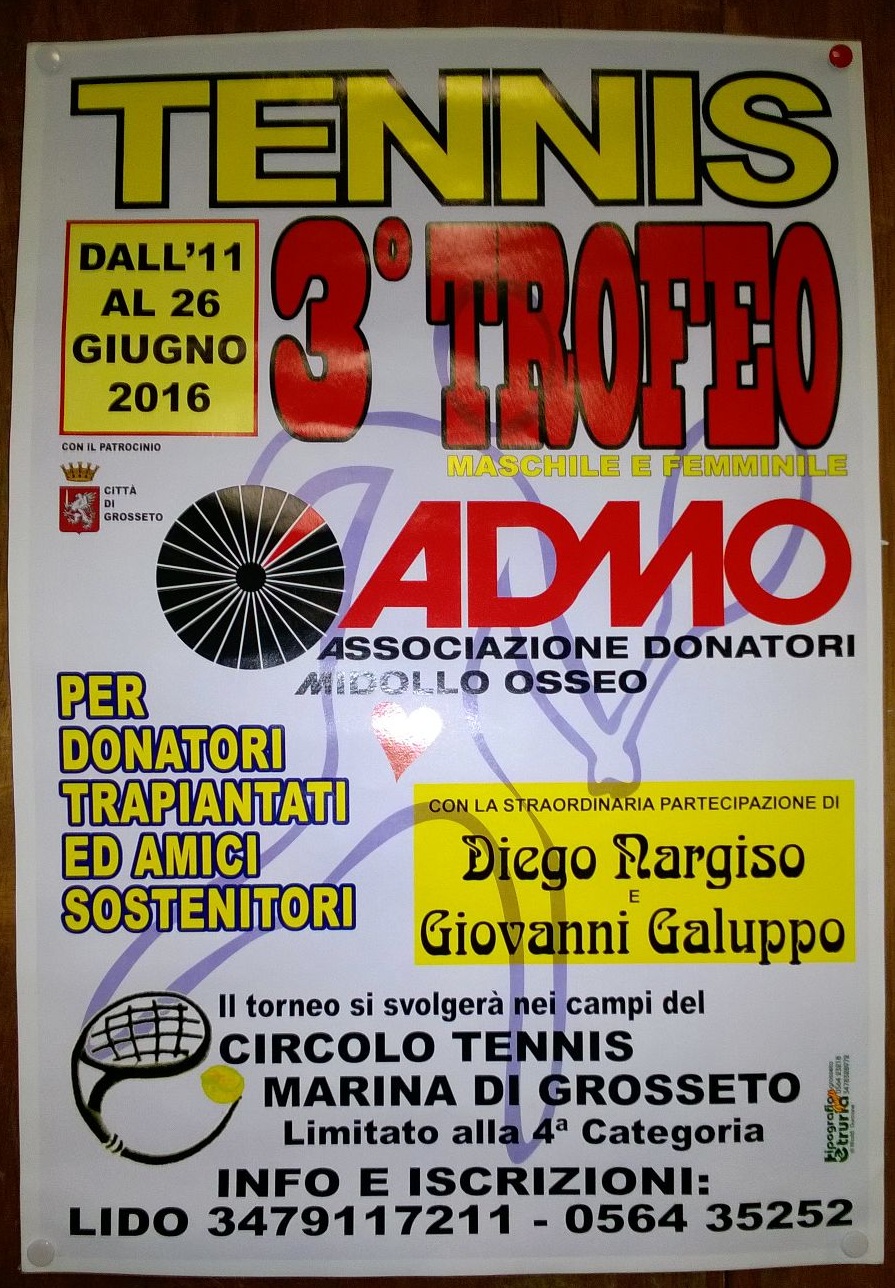 TENNIS
DALL'11
AL 26
GIUGNO
2016
3° TROFEO
MASCHILE E FEMMINILE
CON IL PATROCINIO
CITTÀ
DI
GROSSETO
ADMO
ASSOCIAZIONE DONATORI
MIDOLLO OSSEO
PER
DONATORI
TRAPIANTATI
ED AMICI
SOSTENITORI
CON LA STRAORDINARIA PARTECIPAZIONE DI
Diego Nargiso
E
Giovanni Galuppo
Il torneo si svolgerà nei campi del
CIRCOLO TENNIS
MARINA DI GROSSETO
Limitato alla 4ª Categoria
INFO E ISCRIZIONI:
LIDO 3479117211 - 0564 35252
tipografia
etruria